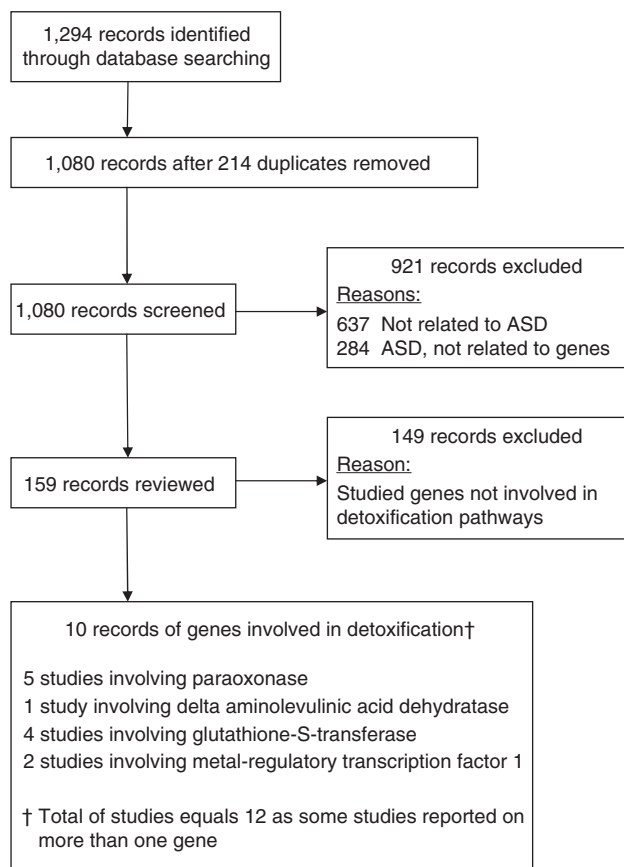 1,294 records identified
through database searching
1,080 records after 214 duplicates removed
921 records excluded
Reasons:
637 Not related to ASD
284 ASD, not related to genes
1,080 records screened
149 records excluded
Reason:
Studied genes not involved in
detoxification pathways
159 records reviewed
10 records of genes involved in detoxification†
5 studies involving paraoxonase
1 study involving delta aminolevulinic acid dehydratase
4 studies involving glutathione-S-transferase
2 studies involving metal-regulatory transcription factor 1
† Total of studies equals 12 as some studies reported on
more than one gene